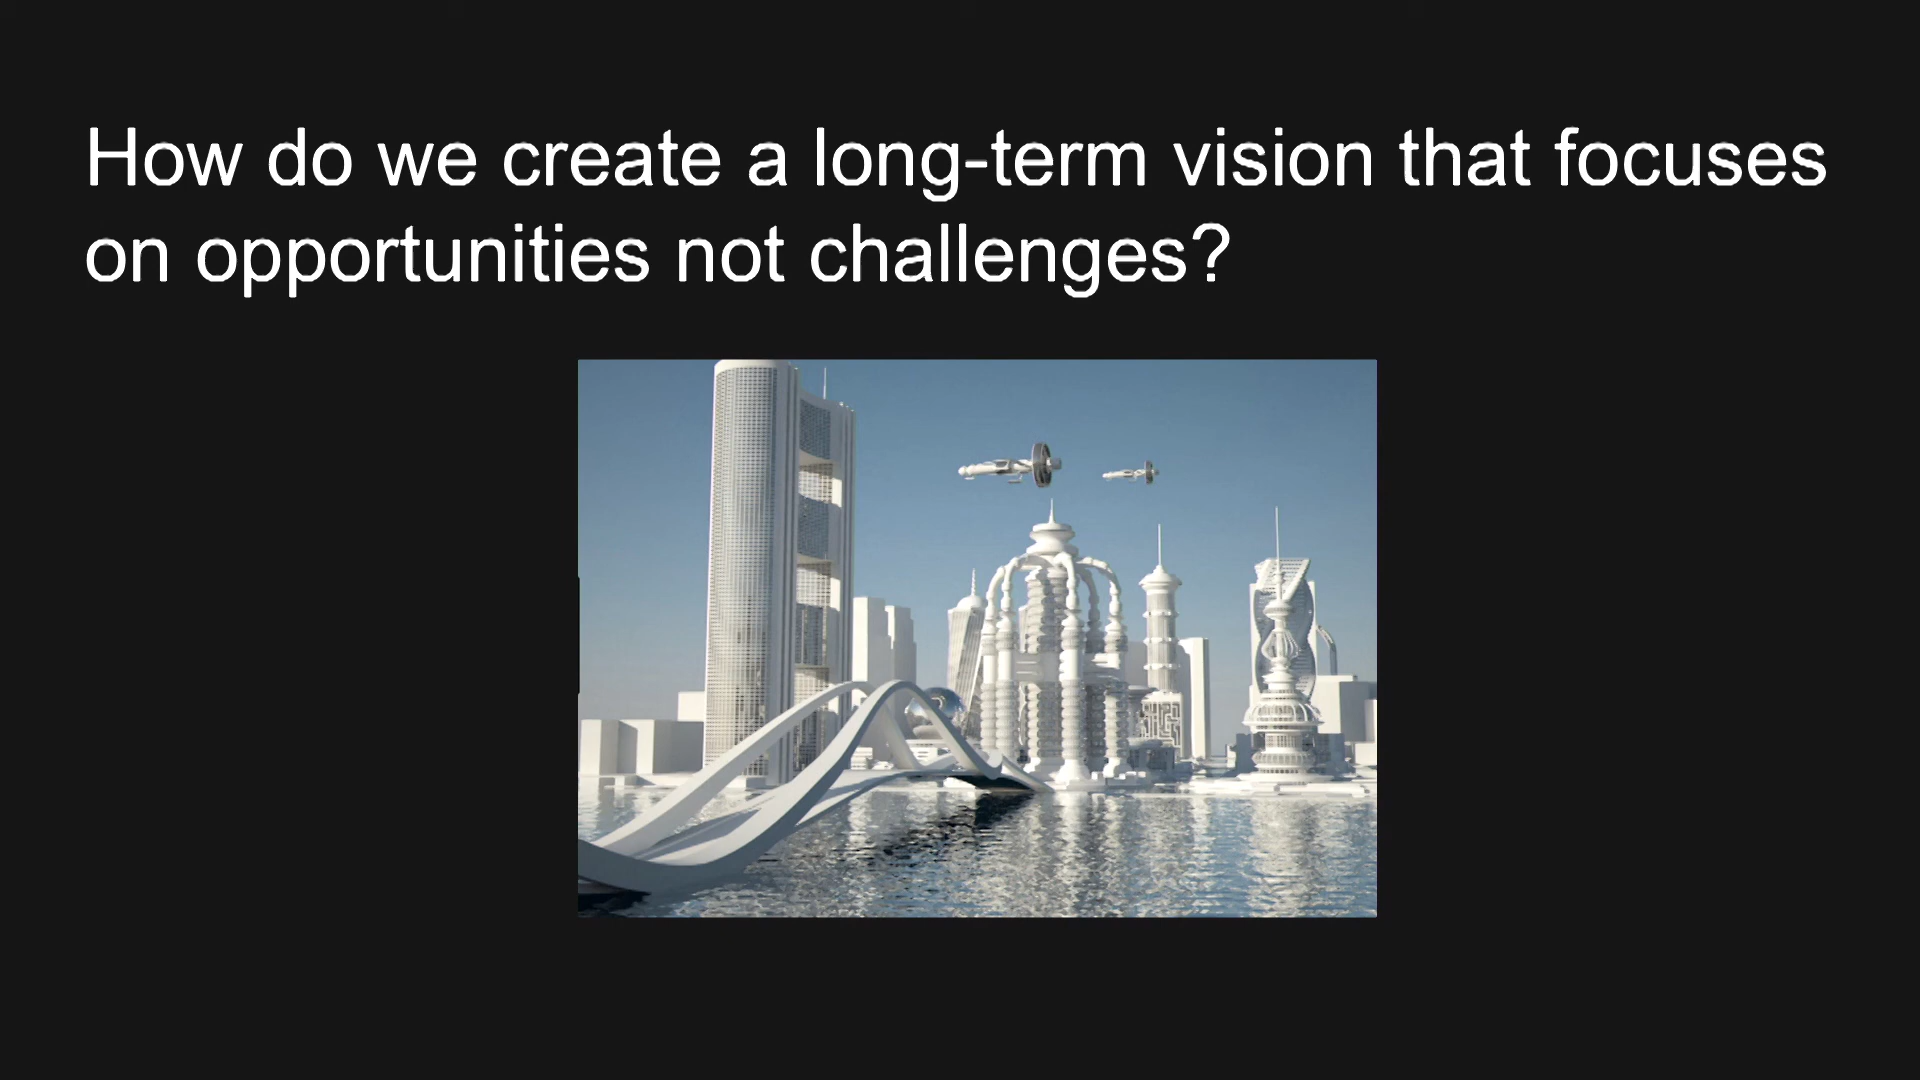 How do we create a long-term vision that focuses
on opportunities not challenges?